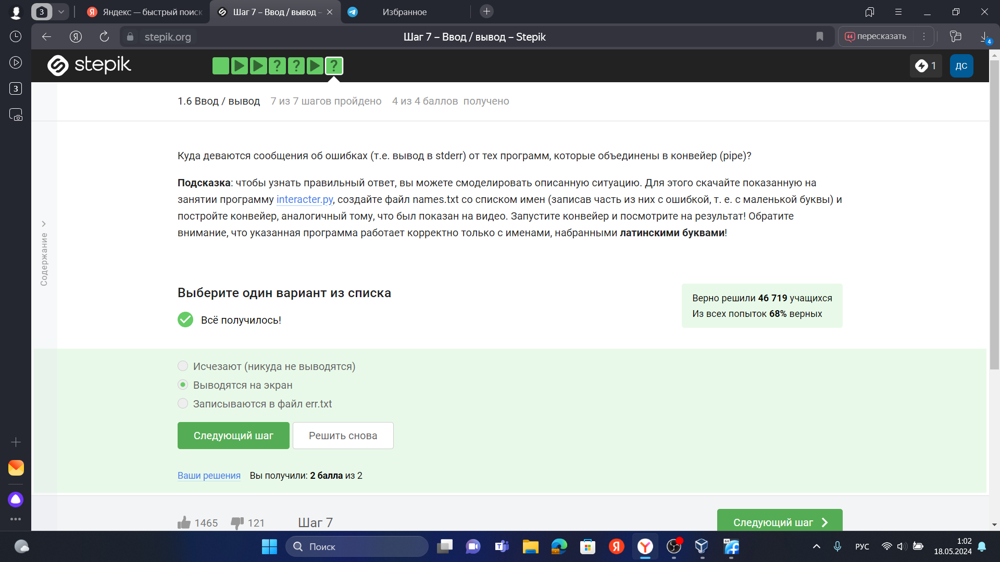 3
Яндекс — быстрый поиск
Шаг 7 – Ввод / вывод –
Избранное
stepik.org
Шаг 7 – Ввод / вывод – Stepik
пересказать
4
3
stepik
1
ДС
1.6 Ввод / вывод 7 из 7 шагов пройдено 4 из 4 баллов получено
Содержание
Куда деваются сообщения об ошибках (т.е. вывод в stderr) от тех программ, которые объединены в конвейер (pipe)?
Подсказка: чтобы узнать правильный ответ, вы можете смоделировать описанную ситуацию. Для этого скачайте показанную на
занятии программу interacter.py, создайте файл names.txt со списком имен (записав часть из них с ошибкой, т. е. с маленькой буквы) и
постройте конвейер, аналогичный тому, что был показан на видео. Запустите конвейер и посмотрите на результат! Обратите
внимание, что указанная программа работает корректно только с именами, набранными латинскими буквами!
Выберите один вариант из списка
Всё получилось!
Верно решили 46 719 учащихся
Из всех попыток 68% верных
Исчезают (никуда не выводятся)
Выводятся на экран
Записываются в файл err.txt
Следующий шаг
Решить снова
Ваши решения Вы получили: 2 балла из 2
1465 121 Шаг 7
Следующий шаг
Поиск
64
РУС
1:02
18.05.2024